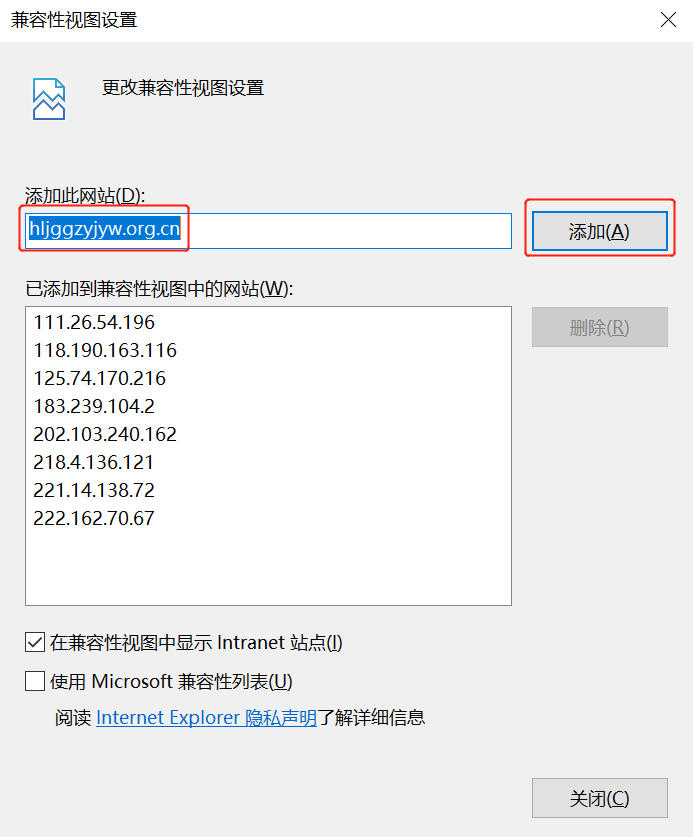 兼容性视图设置
更改兼容性视图设置
添加此网站(D):
hljggzyjyw.org.cn
添加(A)
已添加到兼容性视图中的网站(W):
111.26.54.196
118.190.163.116
125.74.170.216
183.239.104.2
202.103.240.162
218.4.136.121
221.14.138.72
222.162.70.67
删除(R)
在兼容性视图中显示 Intranet 站点(I)
使用 Microsoft 兼容性列表(U)
阅读 Internet Explorer 隐私声明了解详细信息
关闭(C)